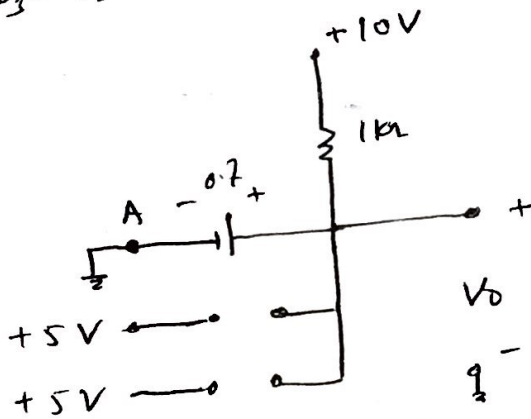 +10V
1kΩ
- 0.7 +
A
+
+5V
Vo
+5V
-